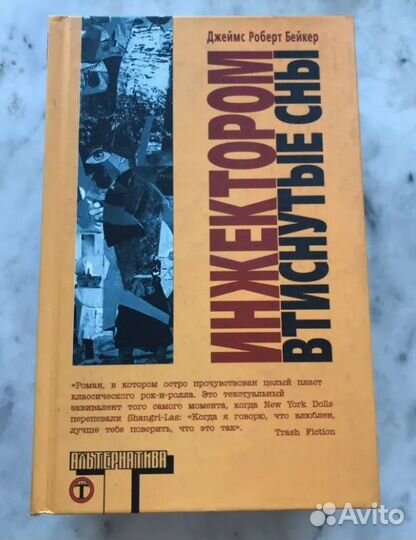 Джеймс Роберт Бейкер
ИНЖЕКТОРОМ
ВТИСНУТЫЕ СНЫ
«Роман, в котором остро прочувствован целый пласт
классического рок-н-ролла. Это текстуальный
эквивалент того самого момента, когда New York Dolls
перепевали Shangri-Las: «Когда я говорю, что влюблен,
лучше тебе поверить, что это так».
Trash Fiction
АЛЬТЕРНАТИВА
Т
Avito